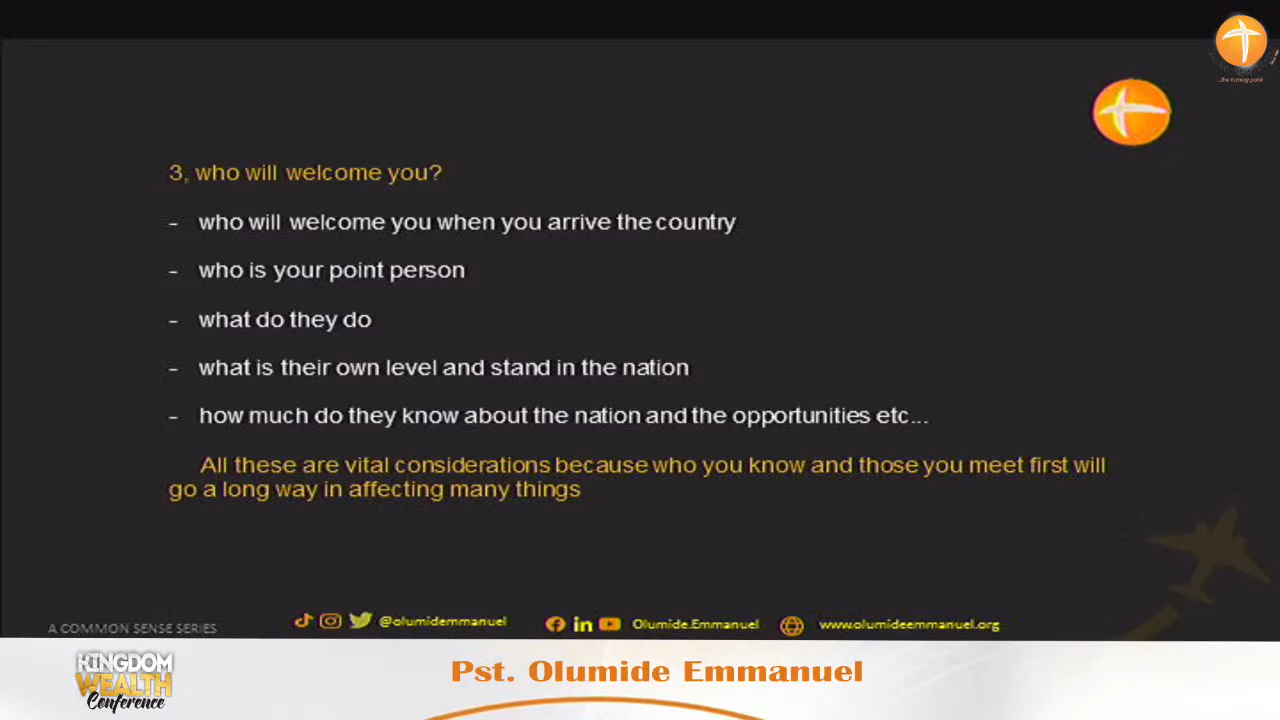 ...the turning point
3, who will welcome you?
- who will welcome you when you arrive the country
- who is your point person
- what do they do
- what is their own level and stand in the nation
- how much do they know about the nation and the opportunities etc...
All these are vital considerations because who you know and those you meet first will
go a long way in affecting many things
A COMMON SENSE SERIES
@olumidemmanuel
Olumide.Emmanuel
www.olumideemmanuel.org
KINGDOM
WEALTH
Conference
Pst. Olumide Emmanuel